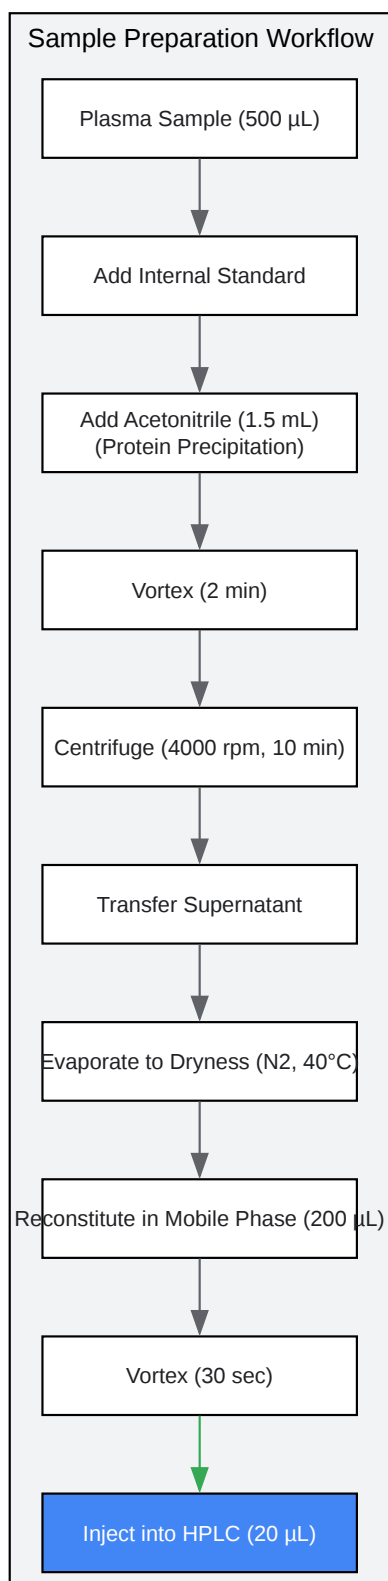 Sample Preparation Workflow
Plasma Sample (500 µL)
Add Internal Standard
Add Acetonitrile (1.5 mL)
(Protein Precipitation)
Vortex (2 min)
Centrifuge (4000 rpm, 10 min)
Transfer Supernatant
Evaporate to Dryness (N2, 40°C)
Reconstitute in Mobile Phase (200 µL)
Vortex (30 sec)
Inject into HPLC (20 µL)